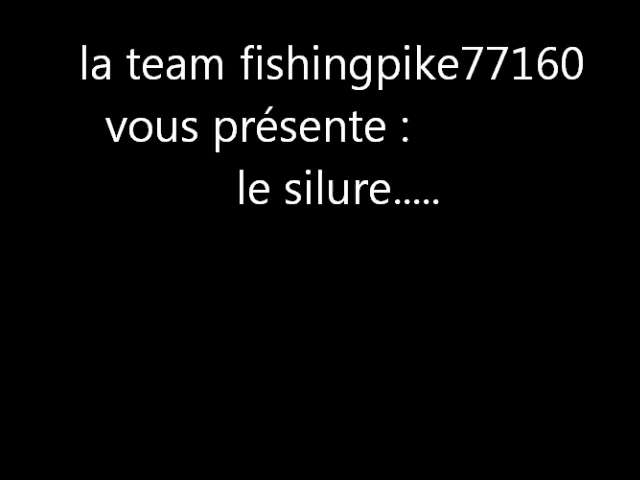 la team fishingpike77160
vous présente :
le silure.....